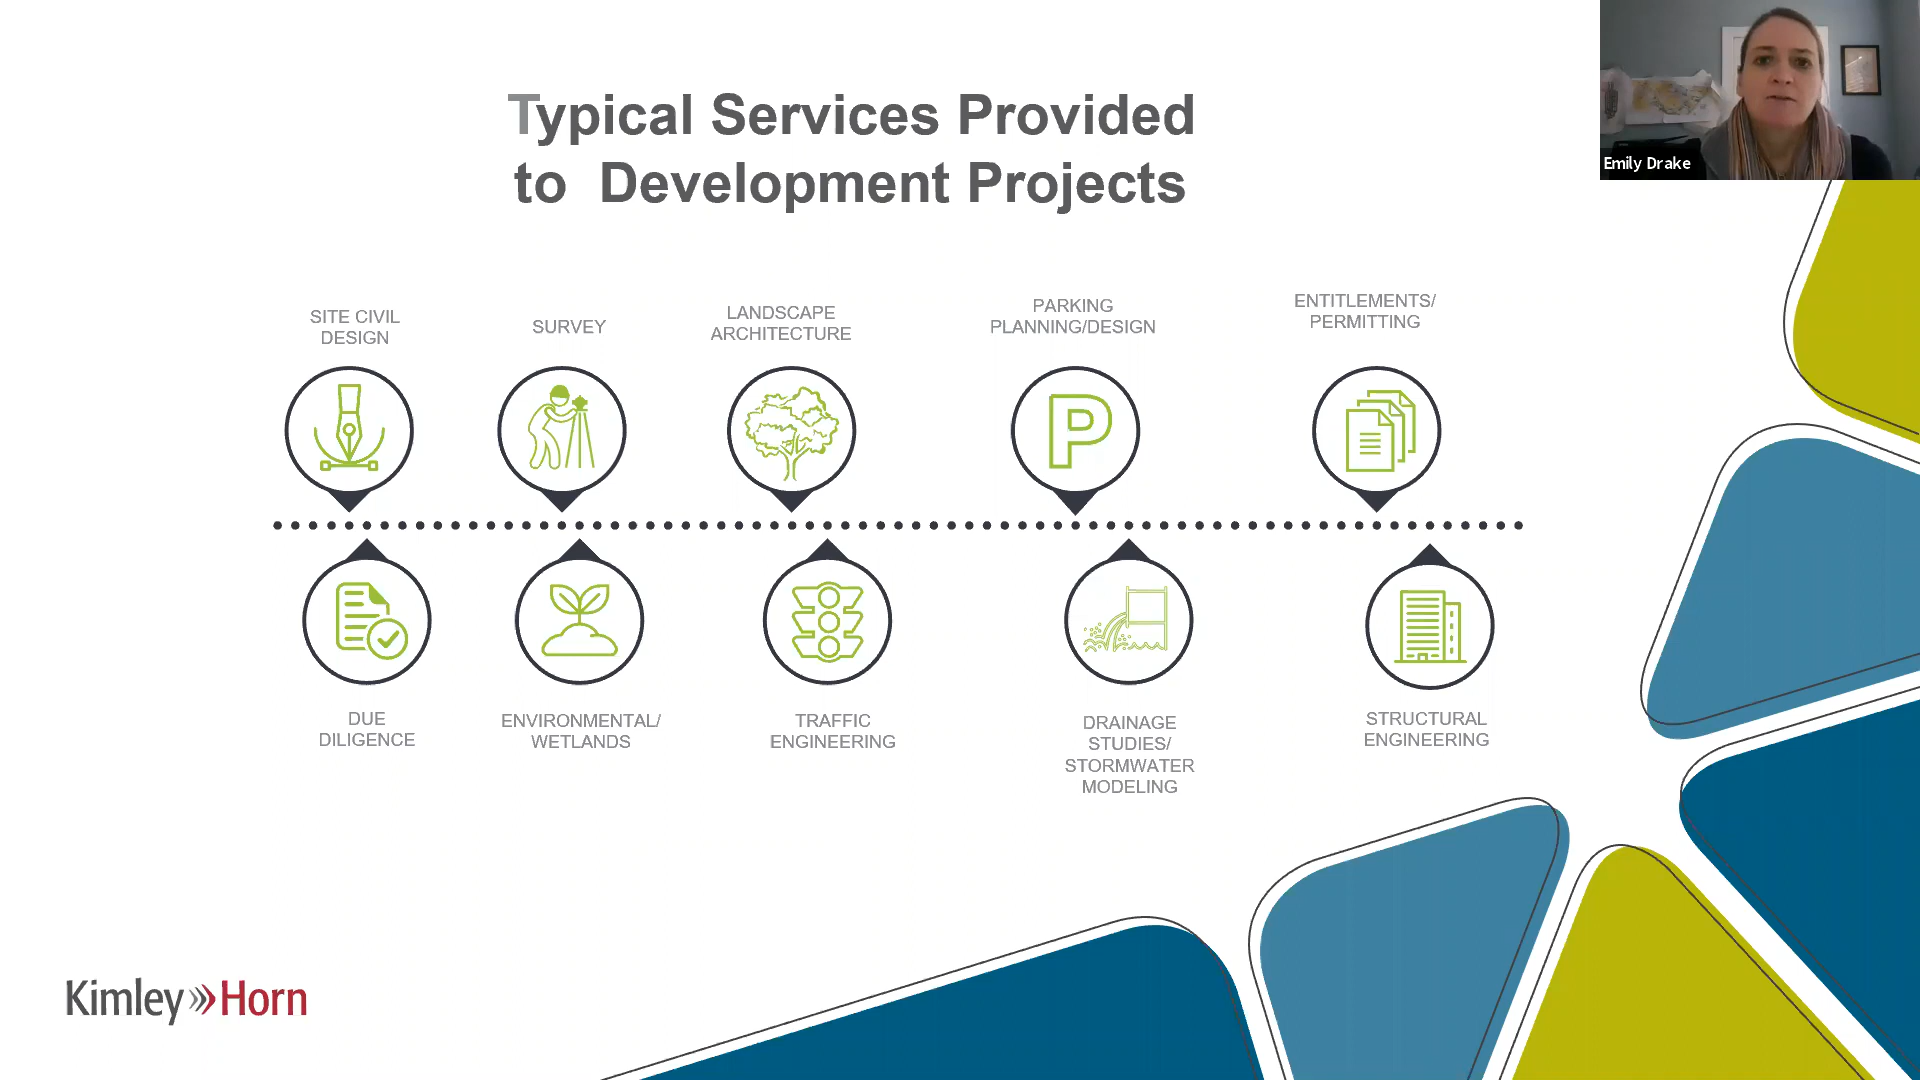 Typical Services Provided
to Development Projects
Emily Drake
SITE CIVIL
DESIGN
SURVEY
LANDSCAPE
ARCHITECTURE
PARKING
PLANNING/DESIGN
ENTITLEMENTS/
PERMITTING
P
DUE
DILIGENCE
ENVIRONMENTAL/
WETLANDS
TRAFFIC
ENGINEERING
DRAINAGE
STUDIES/
STORMWATER
MODELING
STRUCTURAL
ENGINEERING
Kimley»Horn